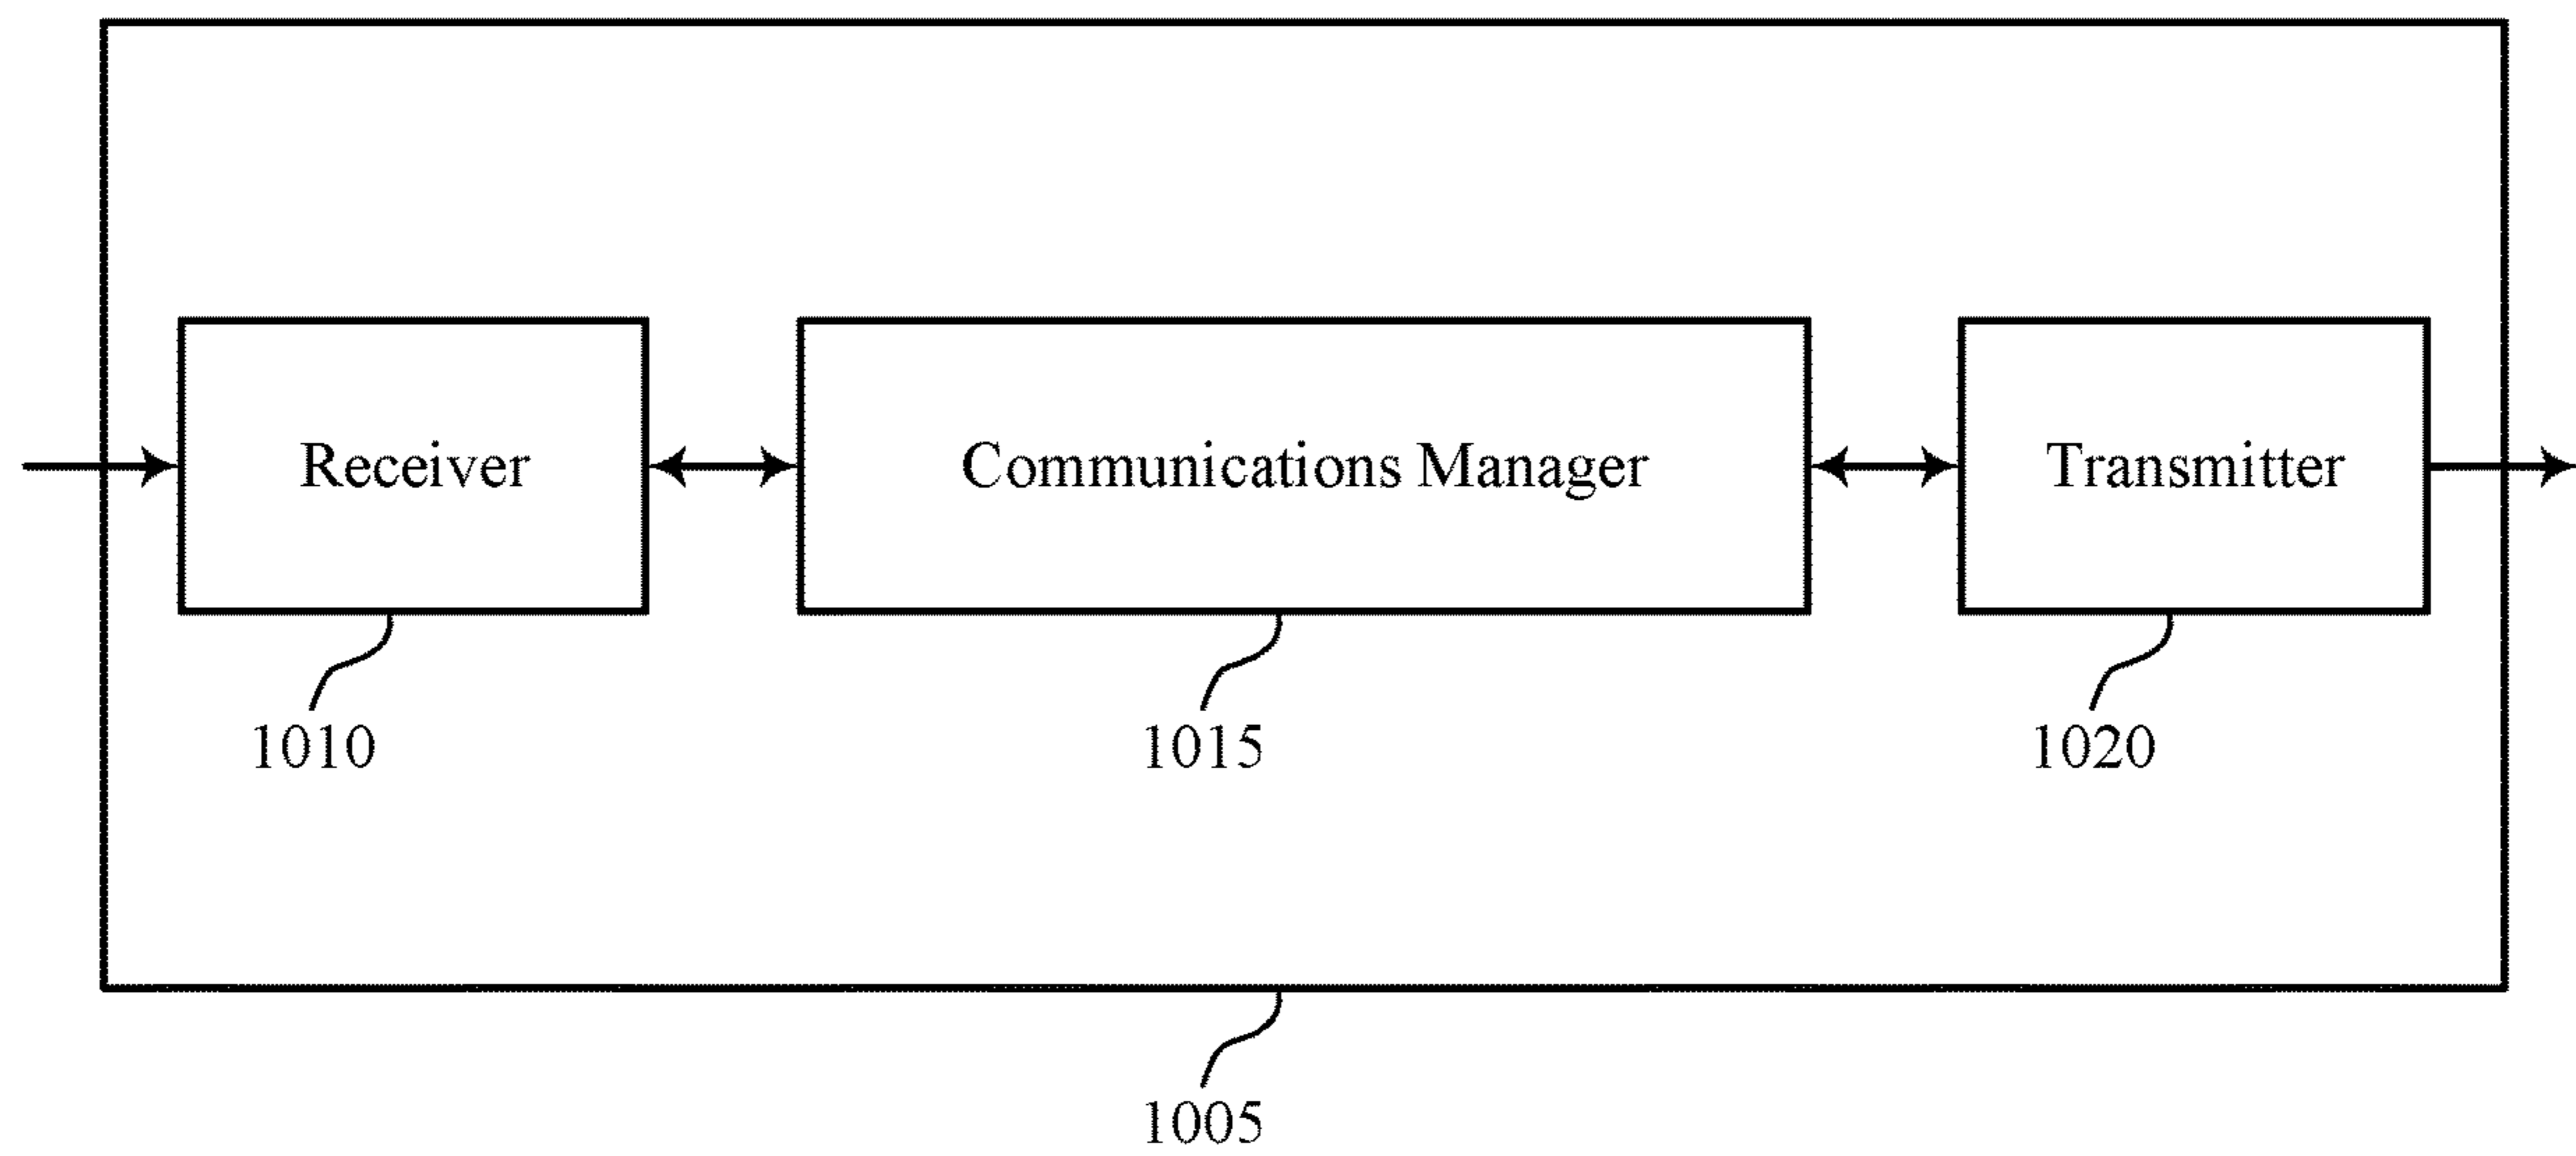 Receiver
Communications Manager
Transmitter
1010
1015
1020
1005